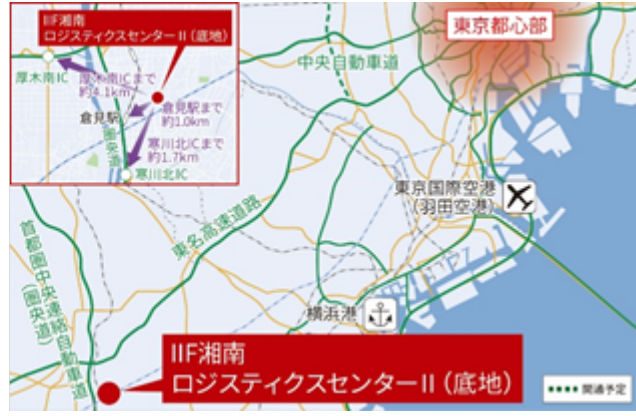 IIF湘南
ロジスティクスセンターⅡ(底地)
厚木南IC
厚木南ICまで
約4.1km
倉見駅
倉見駅まで
約1.0km
圏央道
寒川北ICまで
約1.7km
寒川北IC
東京都心部
中央自動車道
東京国際空港
(羽田空港)
東名高速道路
首都圏中央連絡自動車道
(圏央道)
横浜港
IIF湘南
ロジスティクスセンターⅡ(底地)
開通予定